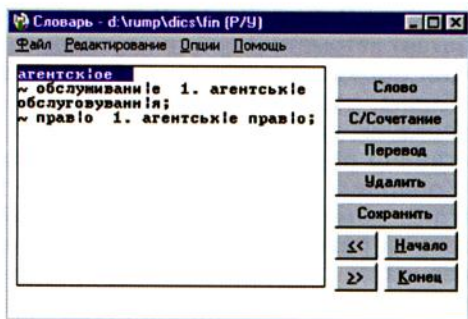 Словарь - d:\rump\dics\fin (Р/У)
Файл Редактирование Опции Помощь
агентск|ое
~ обслуживани|е 1. агентськ|е
обслуговуванн|я;
~ прав|о 1. агентськ|е прав|о;
Слово
С/Сочетание
Перевод
Удалить
Сохранить
<< Начало
>> Конец